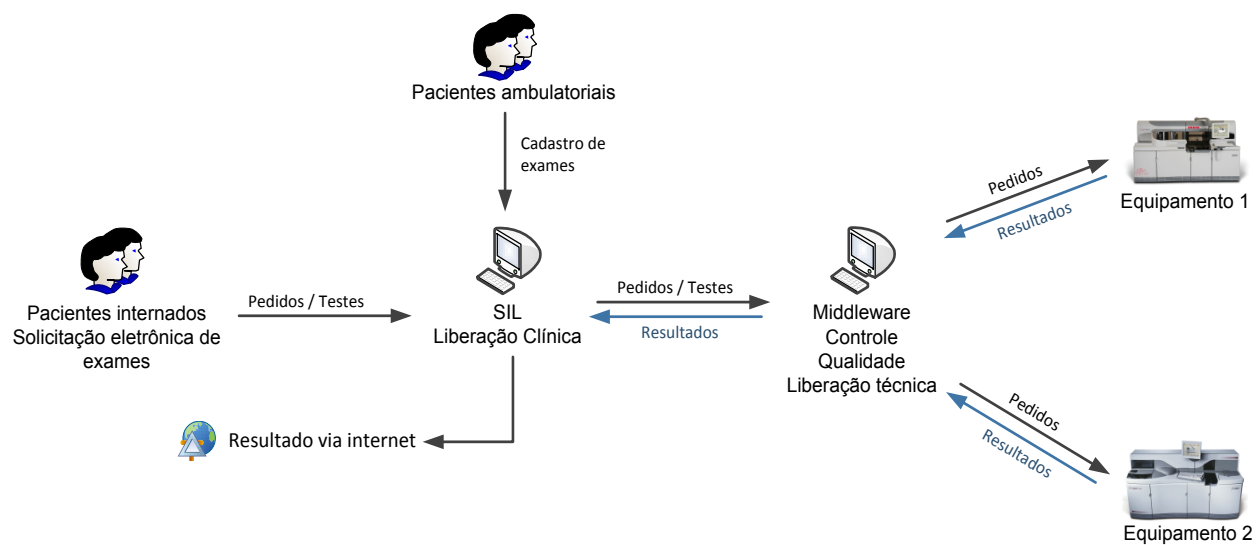 Pacientes ambulatoriais
Cadastro de
exames
Pedidos
Resultados
Equipamento 1
Pacientes internados
Solicitação eletrônica de
exames
Pedidos / Testes
SIL
Liberação Clínica
Pedidos / Testes
Resultados
Middleware
Controle
Qualidade
Liberação técnica
Pedidos
Resultados
Resultado via internet
Equipamento 2